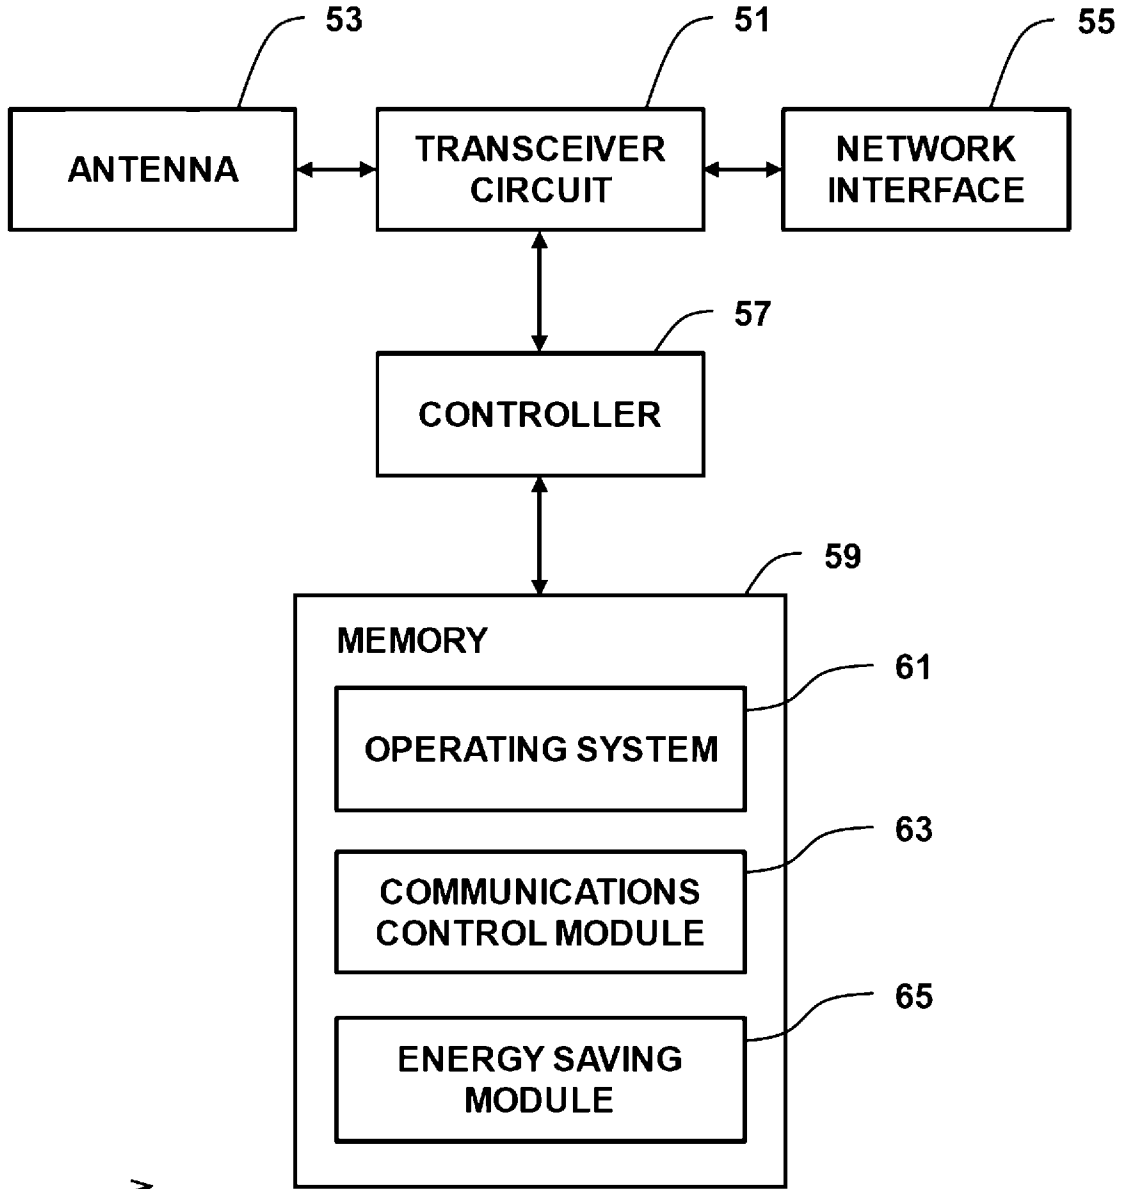 53
51
55
ANTENNA
TRANSCEIVER
CIRCUIT
NETWORK
INTERFACE
57
CONTROLLER
59
MEMORY
61
OPERATING SYSTEM
63
COMMUNICATIONS
CONTROL MODULE
65
ENERGY SAVING
MODULE